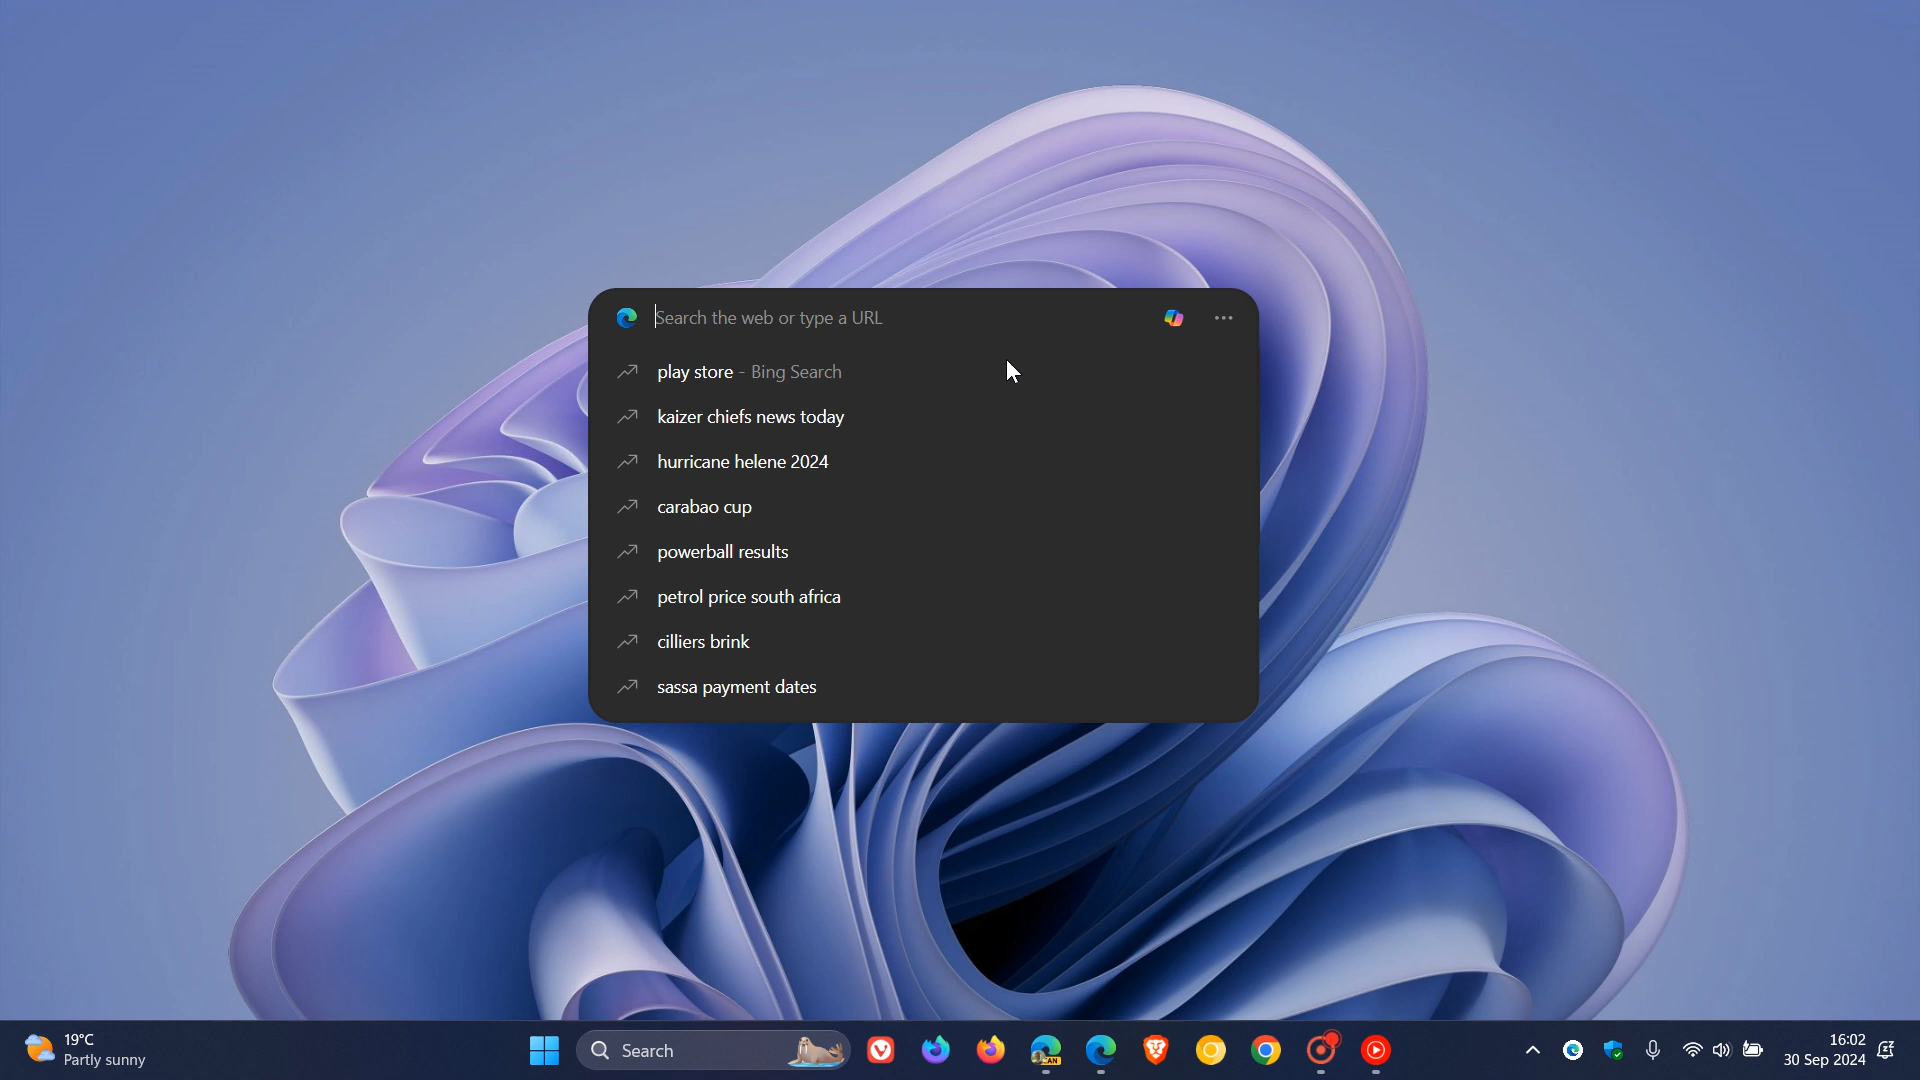 Search the web or type a URL
play store - Bing Search
kaizer chiefs news today
hurricane helene 2024
carabao cup
powerball results
petrol price south africa
cilliers brink
sassa payment dates
19°C
Partly sunny
Search
CAN
16:02
30 Sep 2024